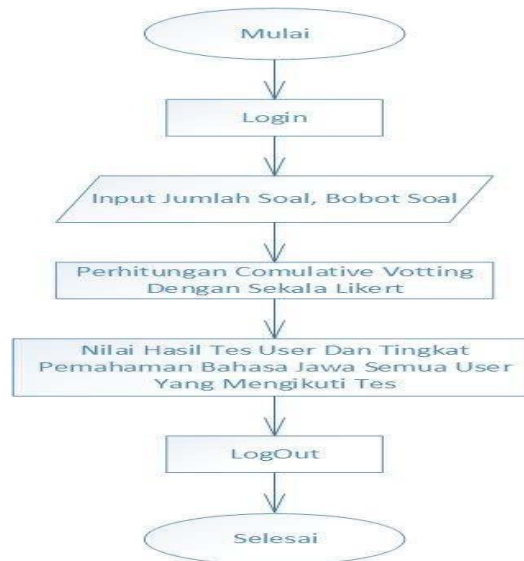 Mulai
Login
Input Jumlah Soal, Bobot Soal
Perhitungan Comulative Votting
Dengan Sekala Likert
Nilai Hasil Tes User Dan Tingkat
Pemahaman Bahasa Jawa Semua User
Yang Mengikuti Tes
LogOut
Selesai